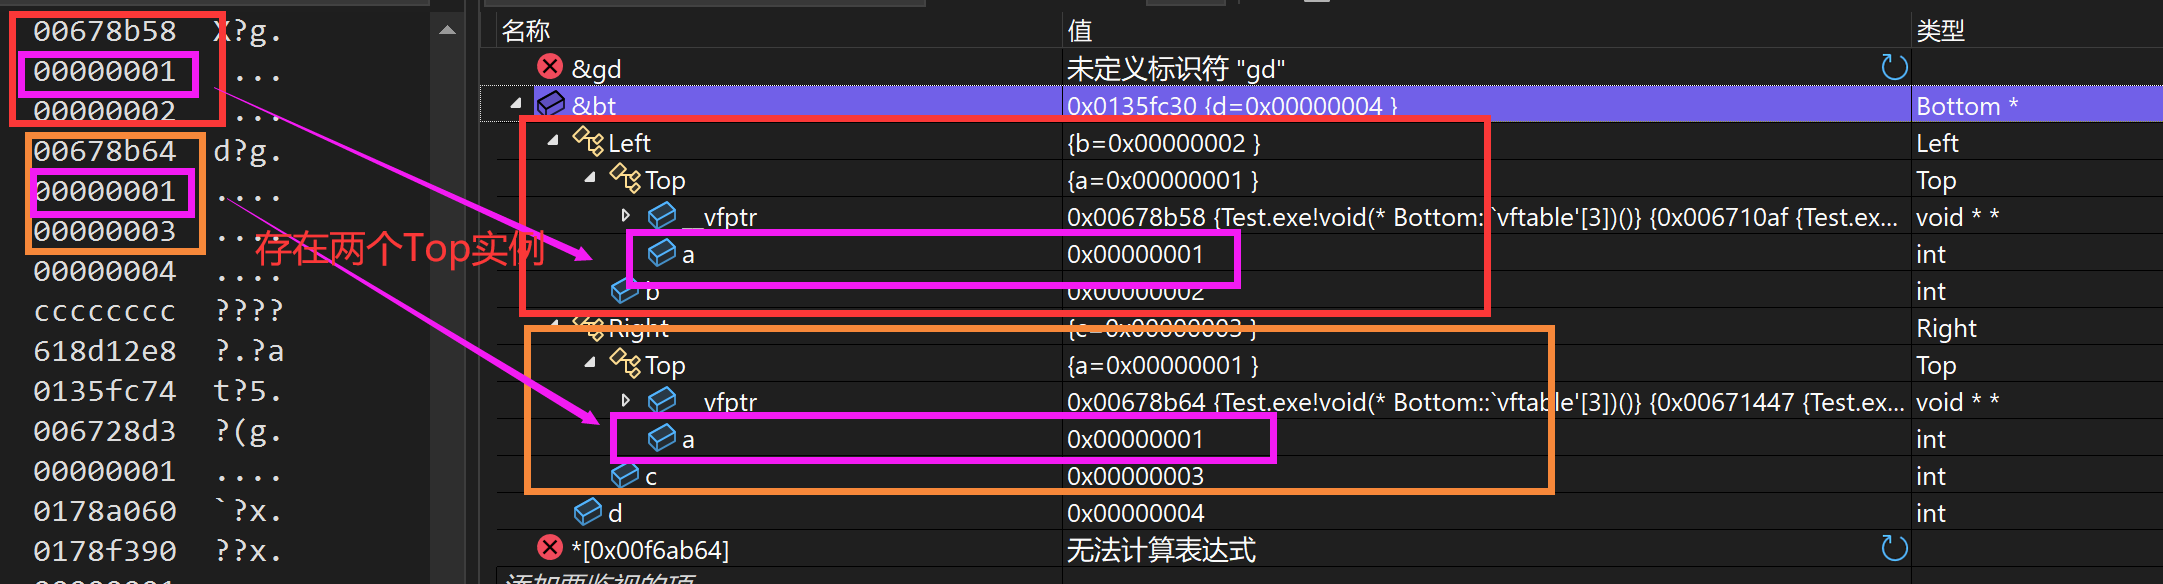 00678b58 X?g.
00000001 ....
00000002 ....
00678b64 d?g.
00000001 ....
00000003 ....
00000004 ....
cccccccc ????
618d12e8 ?.?a
0135fc74 t?5.
006728d3 ?(g.
00000001 ....
0178a060 `?x.
0178f390 ??x.
存在两个Top实例
名称 值 类型
&gd 未定义标识符 "gd"
&bt 0x0135fc30 {d=0x00000004 } Bottom *
Left {b=0x00000002 } Left
Top {a=0x00000001 } Top
__vfptr 0x00678b58 {Test.exe!void(* Bottom::`vftable'[3])()} {0x006710af {Test.ex... void * *
a 0x00000001 int
b 0x00000002 int
Right {c=0x00000003 } Right
Top {a=0x00000001 } Top
__vfptr 0x00678b64 {Test.exe!void(* Bottom::`vftable'[3])()} {0x00671447 {Test.ex... void * *
a 0x00000001 int
c 0x00000003 int
d 0x00000004 int
*[0x00f6ab64] 无法计算表达式
添加要监视的项